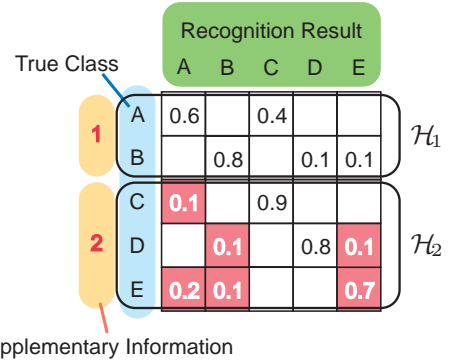 Recognition Result
True Class
A B C D E
1 A 0.6 0.4 H1
B 0.8 0.1 0.1
C 0.1 0.9
2 D 0.1 0.8 0.1 H2
E 0.2 0.1 0.7
pplementary Information